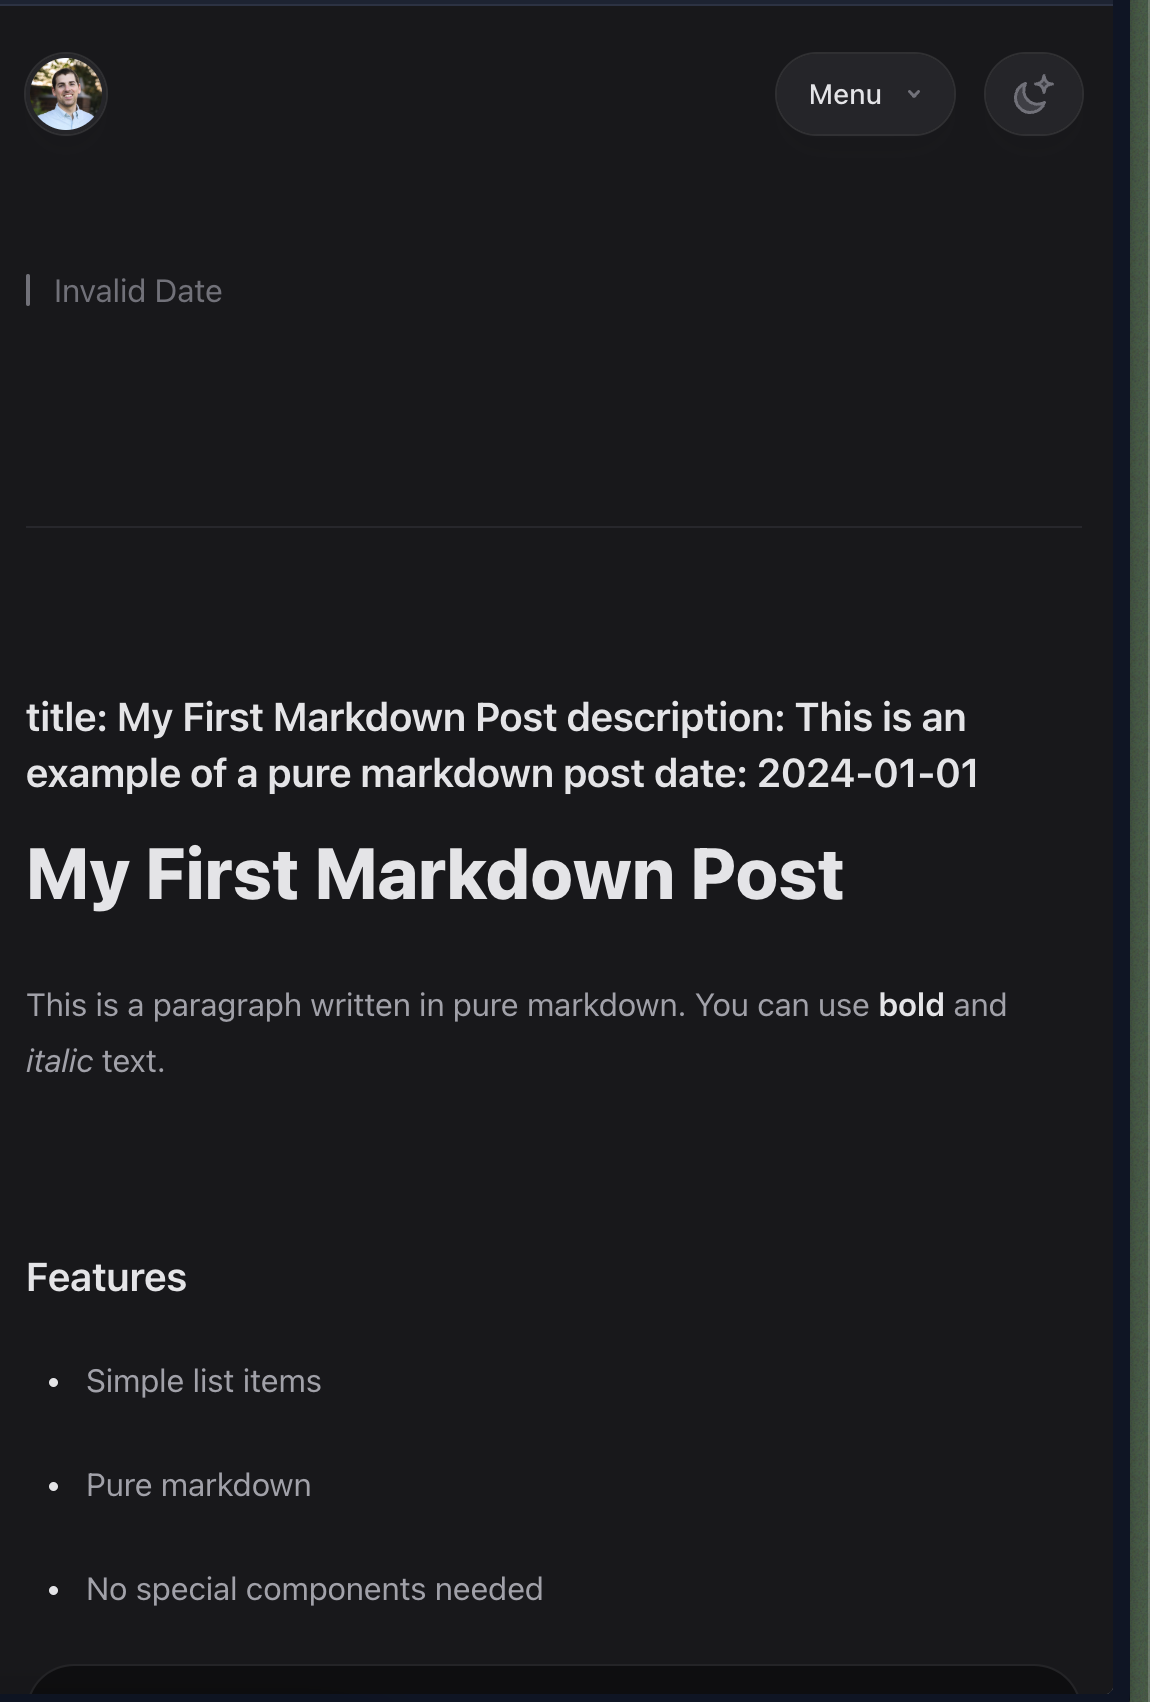 Menu
Invalid Date
title: My First Markdown Post description: This is an
example of a pure markdown post date: 2024-01-01
My First Markdown Post
This is a paragraph written in pure markdown. You can use bold and
italic text.
Features
Simple list items
Pure markdown
No special components needed